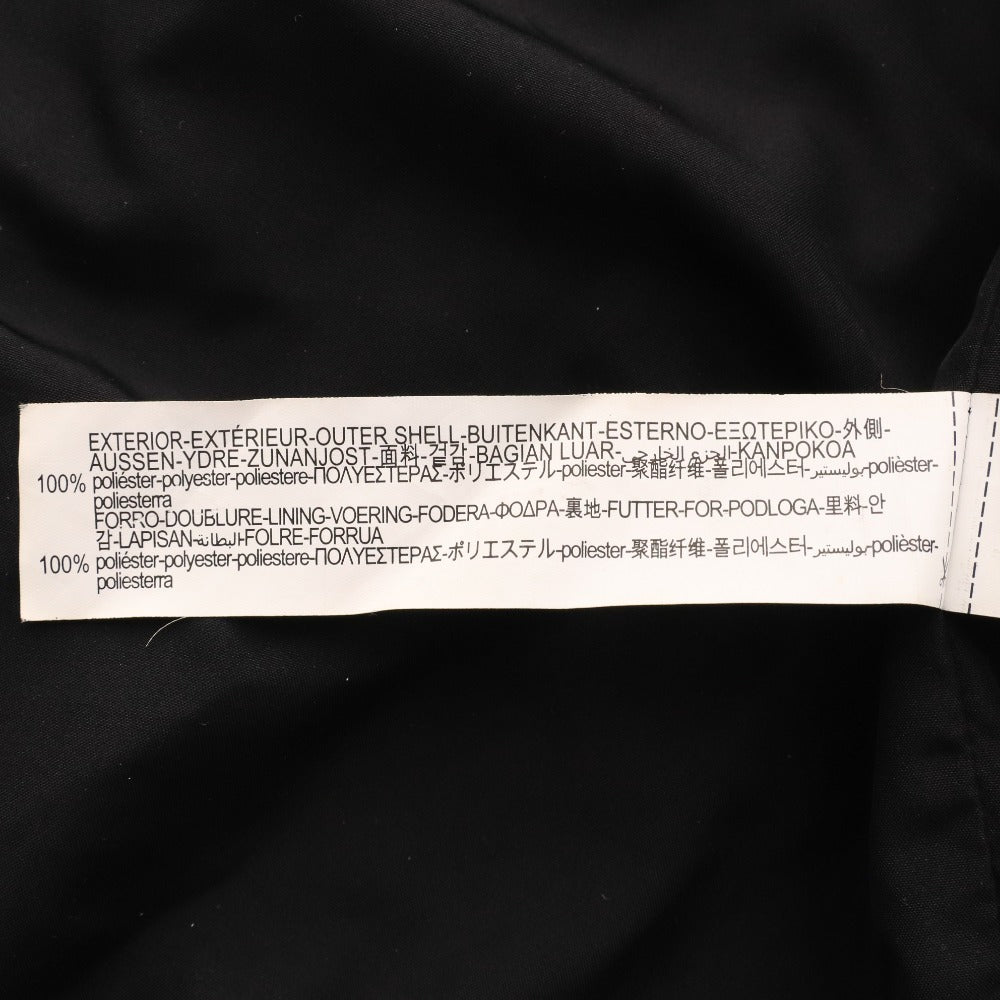 EXTERIOR-EXTÉRIEUR-OUTER SHELL-BUITENKANT-ESTERNO-ΕΞΩΤΕΡΙΚΟ-外側-
AUSSEN-YDRE-ZUNANJOST-面料-겉감-BAGIAN LUAR-الجزء الخارجي-KANPOKOA
100% poliéster-polyester-poliestere-ΠΟΛΥΕΣΤΕΡΑΣ-ポリエステル-poliester-聚酯纤维-폴리에스터-بوليستير-polièster-
poliesterra
FORRO-DOUBLURE-LINING-VOERING-FODERA-ΦΟΔΡΑ-裏地-FUTTER-FOR-PODLOGA-里料-안
감-LAPISAN-البطانة-FOLRE-FORRUA
100% poliéster-polyester-poliestere-ΠΟΛΥΕΣΤΕΡΑΣ-ポリエステル-poliester-聚酯纤维-폴리에스터-بوليستير-polièster-
poliesterra